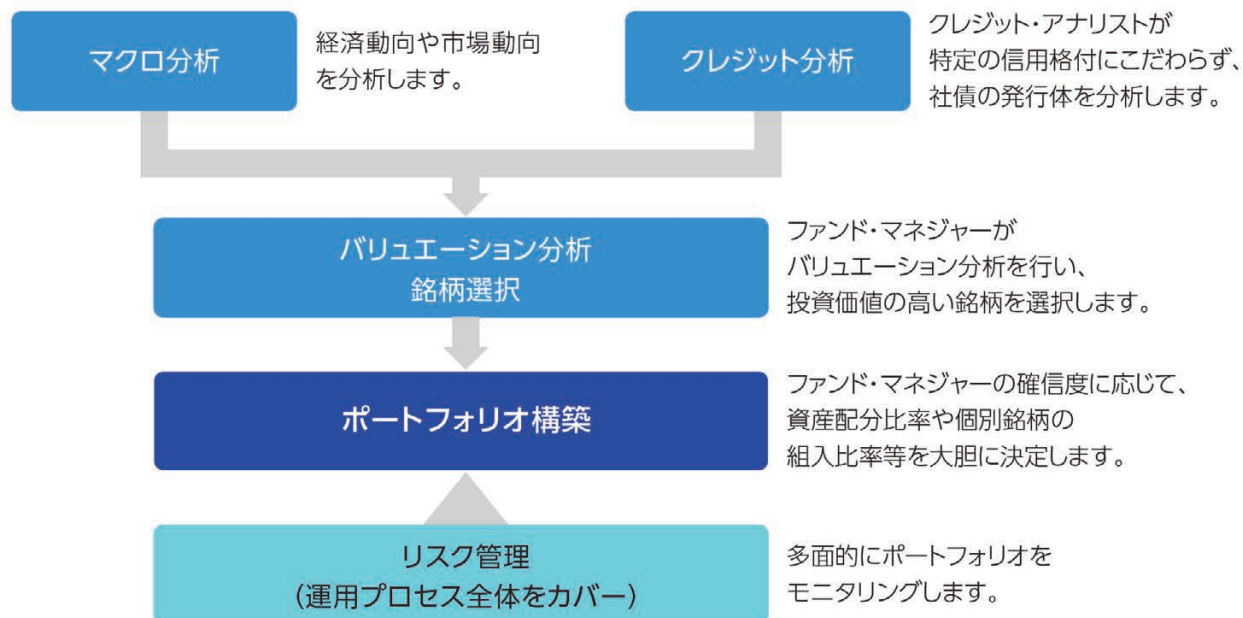 マクロ分析
経済動向や市場動向
を分析します。
クレジット分析
クレジット・アナリストが
特定の信用格付にこだわらず、
社債の発行体を分析します。
バリュエーション分析
銘柄選択
ファンド・マネジャーが
バリュエーション分析を行い、
投資価値の高い銘柄を選択します。
ポートフォリオ構築
ファンド・マネジャーの確信度に応じて、
資産配分比率や個別銘柄の
組入比率等を大胆に決定します。
リスク管理
(運用プロセス全体をカバー)
多面的にポートフォリオを
モニタリングします。